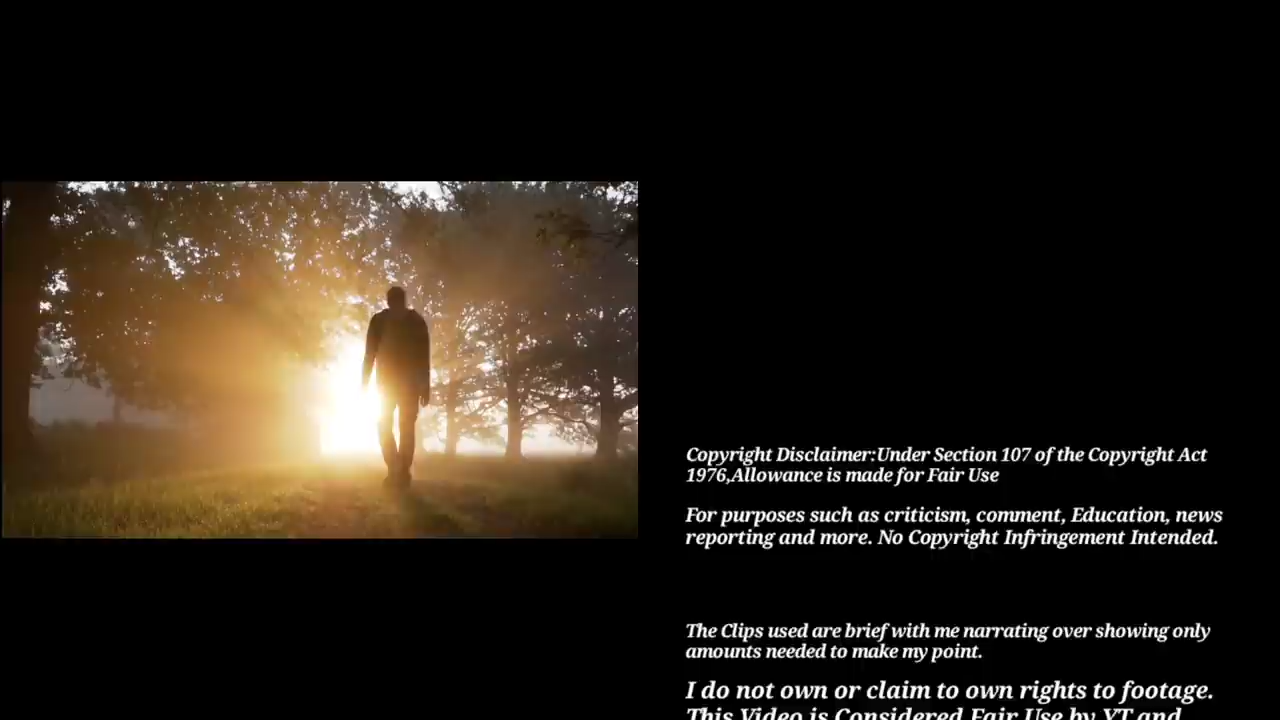 Copyright Disclaimer:Under Section 107 of the Copyright Act
1976,Allowance is made for Fair Use
For purposes such as criticism, comment, Education, news
reporting and more. No Copyright Infringement Intended.
The Clips used are brief with me narrating over showing only
amounts needed to make my point.
I do not own or claim to own rights to footage.
This Video is Considered Fair Use by YT and